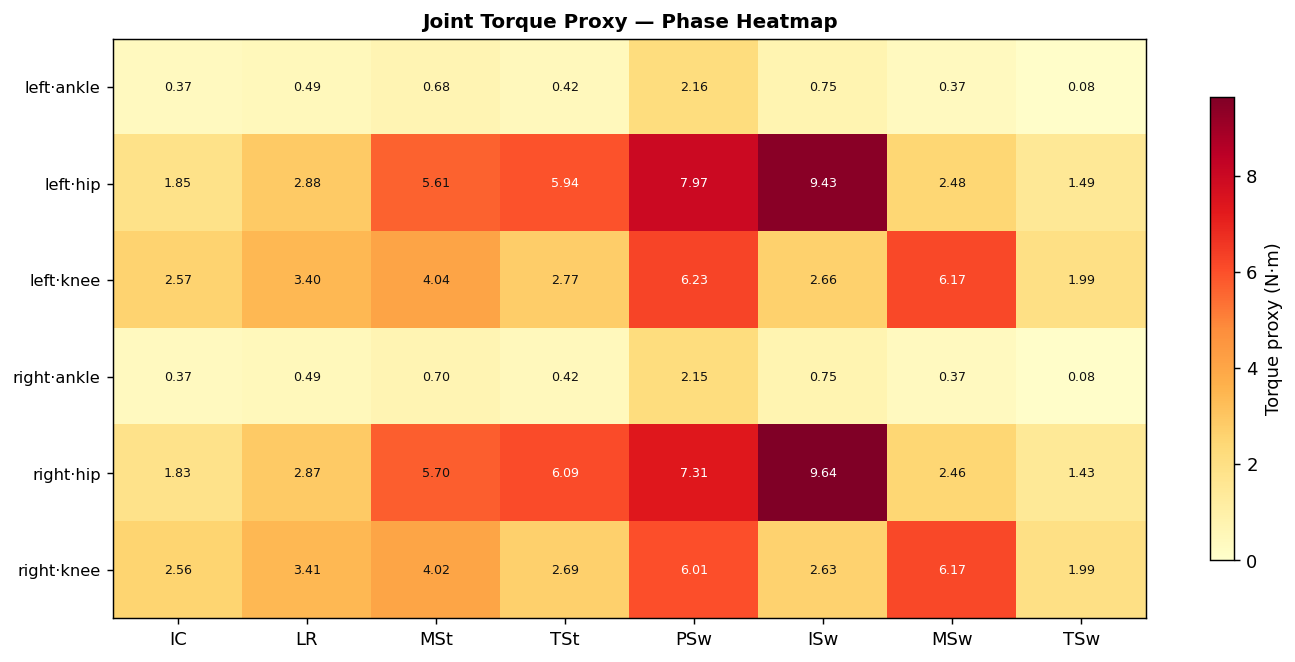 Joint Torque Proxy — Phase Heatmap
left·ankle 0.37 0.49 0.68 0.42 2.16 0.75 0.37 0.08
left·hip 1.85 2.88 5.61 5.94 7.97 9.43 2.48 1.49
left·knee 2.57 3.40 4.04 2.77 6.23 2.66 6.17 1.99
right·ankle 0.37 0.49 0.70 0.42 2.15 0.75 0.37 0.08
right·hip 1.83 2.87 5.70 6.09 7.31 9.64 2.46 1.43
right·knee 2.56 3.41 4.02 2.69 6.01 2.63 6.17 1.99
IC LR MSt TSt PSw ISw MSw TSw
8
6
4
2
0
Torque proxy (N·m)